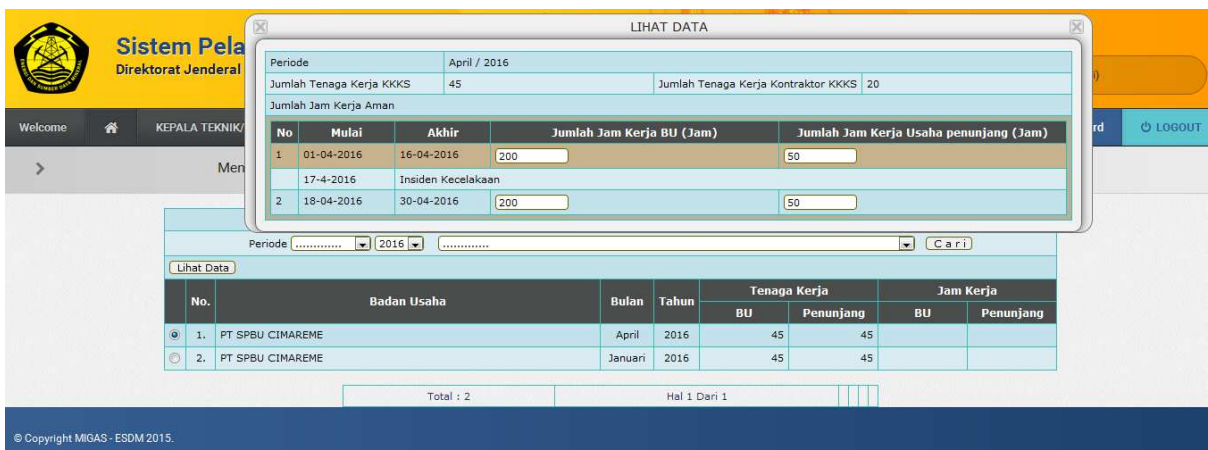 LIHAT DATA
Sistem Pela
Direktorat Jenderal
Periode April / 2016
Jumlah Tenaga Kerja KKKS 45 Jumlah Tenaga Kerja Kontraktor KKKS 20
Jumlah Jam Kerja Aman
Welcome KEPALA TEKNIK/ rd LOGOUT
No Mulai Akhir Jumlah Jam Kerja BU (Jam) Jumlah Jam Kerja Usaha penunjang (Jam)
1 01-04-2016 16-04-2016 200 50
Men
17-4-2016 Insiden Kecelakaan
2 18-04-2016 30-04-2016 200 50
Periode ............. 2016 ............. Cari
Lihat Data
No. Badan Usaha Bulan Tahun Tenaga Kerja Jam Kerja
BU Penunjang BU Penunjang
1. PT SPBU CIMAREME April 2016 45 45
2. PT SPBU CIMAREME Januari 2016 45 45
Total : 2 Hal 1 Dari 1
© Copyright MIGAS - ESDM 2015.